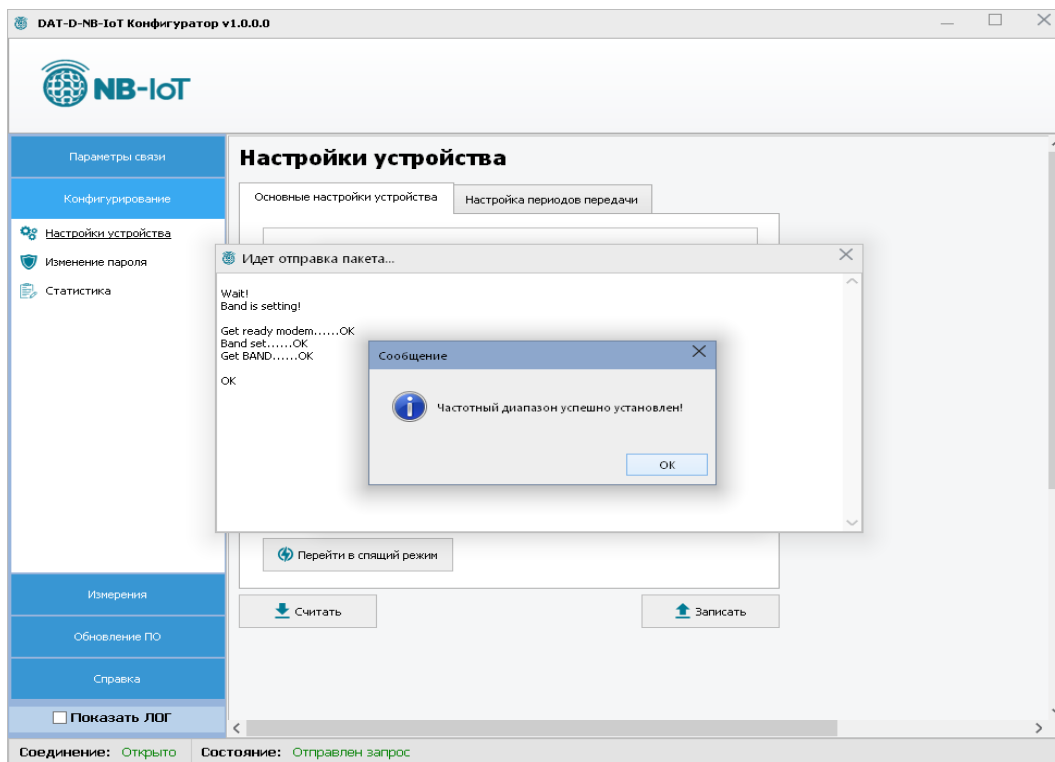 DAT-D-NB-IoT Конфигуратор v1.0.0.0
NB-IoT
Параметры связи
Конфигурирование
Настройки устройства
Изменение пароля
Статистика
Измерения
Обновление ПО
Справка
Показать ЛОГ
Настройки устройства
Основные настройки устройства
Настройка периодов передачи
Идет отправка пакета...
Wait!
Band is setting!
Get ready modem......OK
Band set......OK
Get BAND......OK
OK
Сообщение
Частотный диапазон успешно установлен!
OK
Перейти в спящий режим
Считать
Записать
Соединение: Открыто Состояние: Отправлен запрос